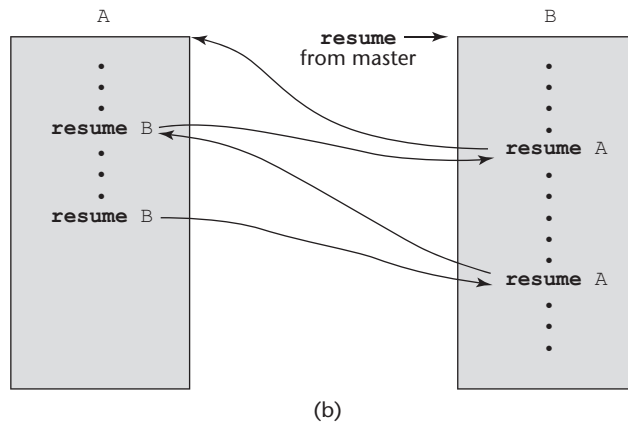 A
B
resume
from master
resume B
resume A
resume B
resume A
(b)